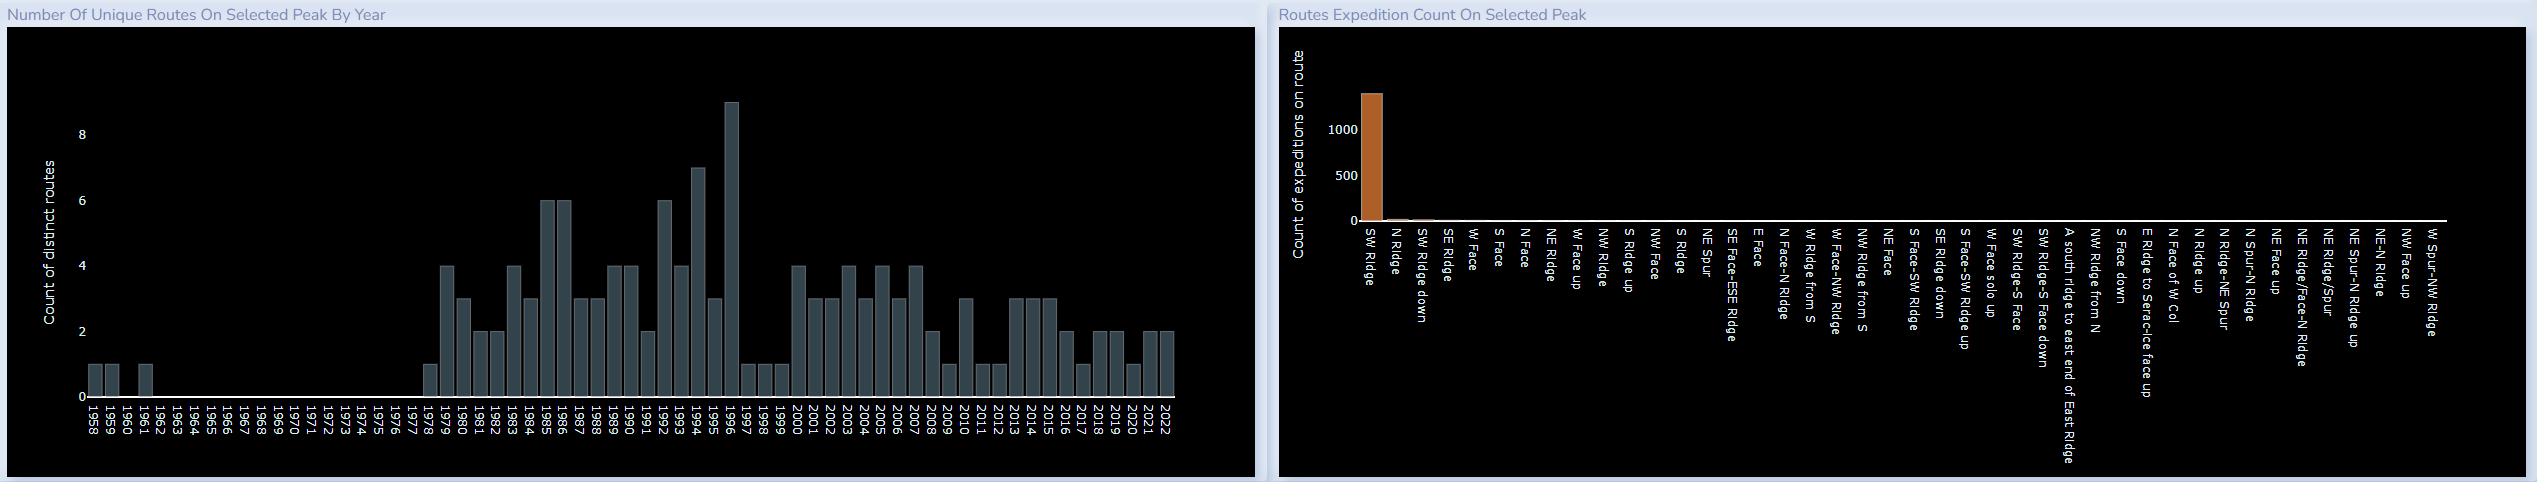 Number Of Unique Routes On Selected Peak By Year
Count of distinct routes
8
6
4
2
0
1958
1959
1960
1961
1962
1963
1964
1965
1966
1967
1968
1969
1970
1971
1972
1973
1974
1975
1976
1977
1978
1979
1980
1981
1982
1983
1984
1985
1986
1987
1988
1989
1990
1991
1992
1993
1994
1995
1996
1997
1998
1999
2000
2001
2002
2003
2004
2005
2006
2007
2008
2009
2010
2011
2012
2013
2014
2015
2016
2017
2018
2019
2020
2021
2022
Routes Expedition Count On Selected Peak
Count of expeditions on route
1000
500
0
SW Ridge
N Ridge
SW Ridge down
SE Ridge
W Face
S Face
N Face
NE Ridge
W Face up
NW Ridge
S Ridge up
NW Face
S Ridge
NE Spur
SE Face-ESE Ridge
E Face
N Face-N Ridge
W Ridge from S
W Face-NW Ridge
NW Ridge from S
NE Face
S Face-SW Ridge
SE Ridge down
S Face-SW Ridge up
W Face solo up
SW Ridge-S Face
SW Ridge-S Face down
A south ridge to east end of East Ridge
NW Ridge from N
S Face down
E Ridge to Serac-Ice face up
N Face of W Col
N Ridge up
N Ridge-NE Spur
N Spur-N Ridge
NE Face up
NE Ridge/Face-N Ridge
NE Ridge/Spur
NE Spur-N Ridge up
NE-N Ridge
NW Face up
W Spur-NW Ridge